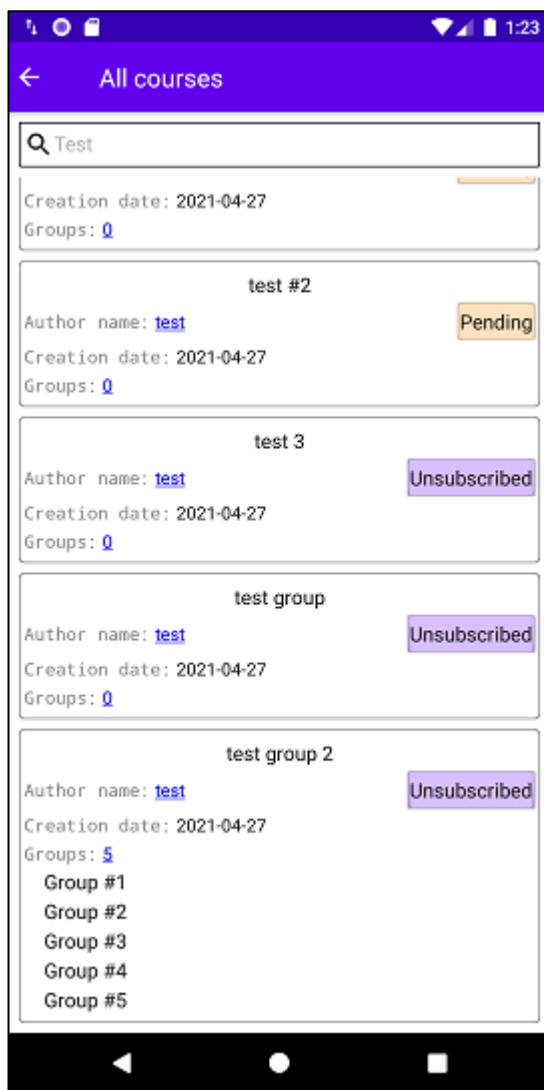 1:23
All courses
Test
Creation date: 2021-04-27
Groups: 0
test #2
Author name: test Pending
Creation date: 2021-04-27
Groups: 0
test 3
Author name: test Unsubscribed
Creation date: 2021-04-27
Groups: 0
test group
Author name: test Unsubscribed
Creation date: 2021-04-27
Groups: 0
test group 2
Author name: test Unsubscribed
Creation date: 2021-04-27
Groups: 5
Group #1
Group #2
Group #3
Group #4
Group #5